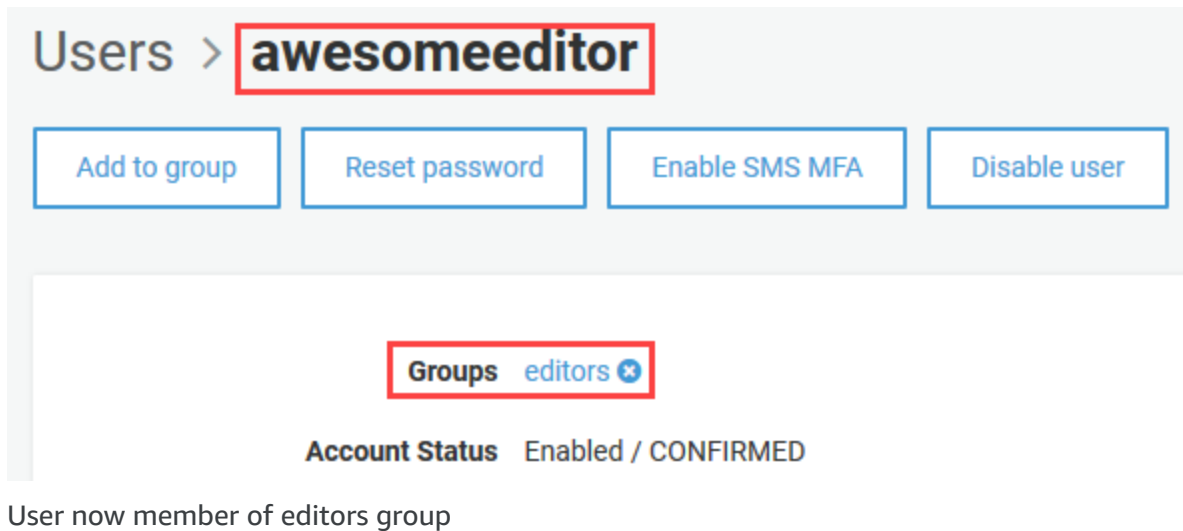 Users > awesomeeditor
Add to group Reset password Enable SMS MFA Disable user
Groups editors
Account Status Enabled / CONFIRMED
User now member of editors group